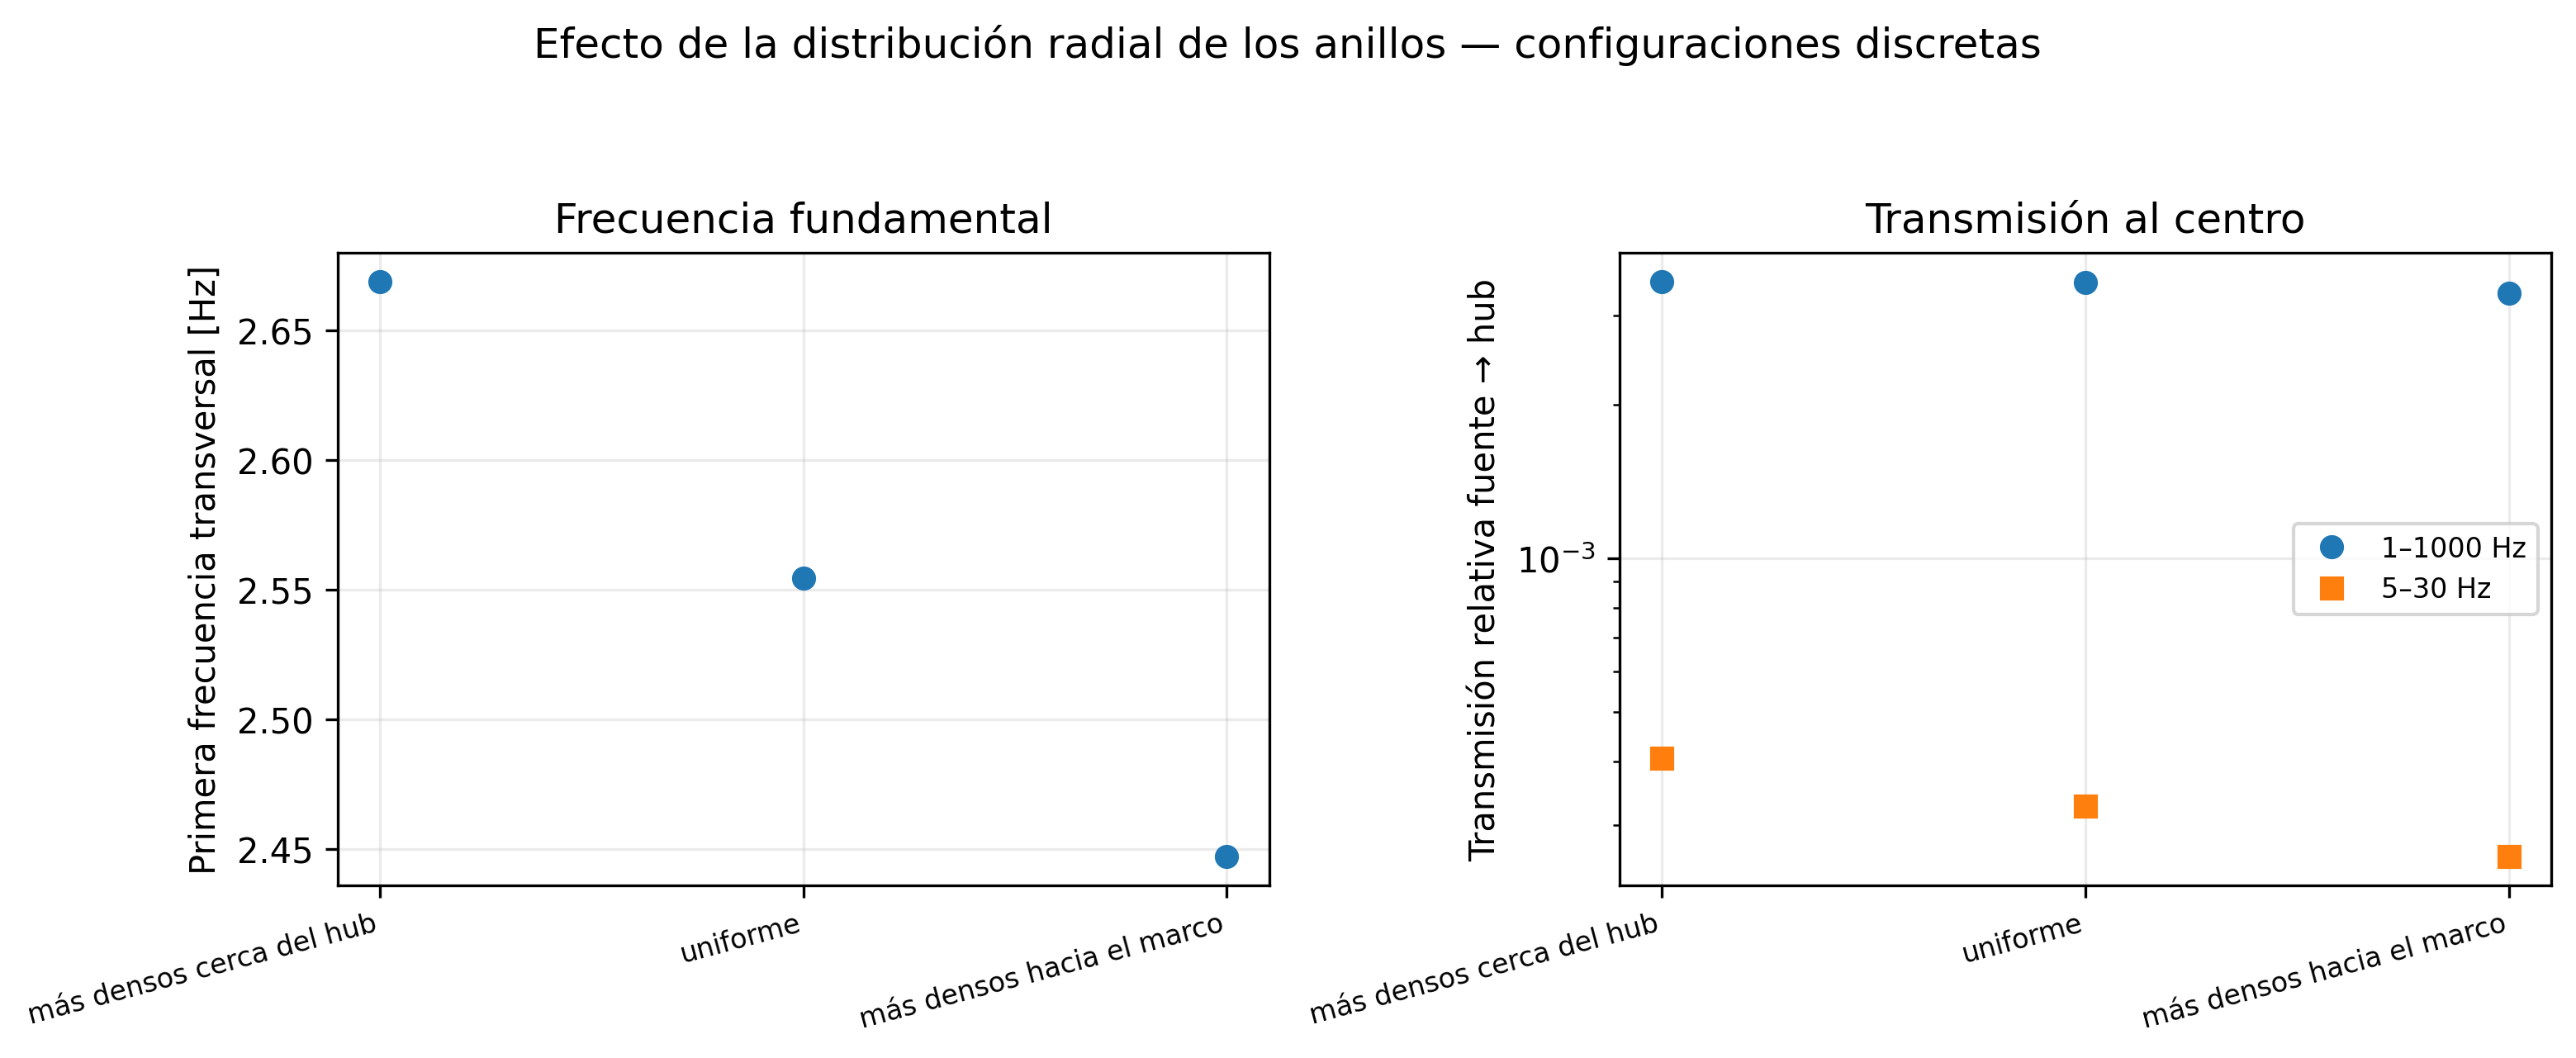 Efecto de la distribución radial de los anillos — configuraciones discretas
Frecuencia fundamental
Primera frecuencia transversal [Hz]
2.65
2.60
2.55
2.50
2.45
más densos cerca del hub
uniforme
más densos hacia el marco
Transmisión al centro
Transmisión relativa fuente → hub
10⁻³
1–1000 Hz
5–30 Hz
más densos cerca del hub
uniforme
más densos hacia el marco